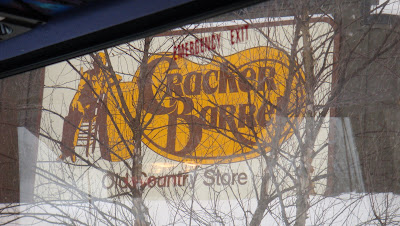 EMERGENCY EXIT
Cracker
Barrel
Old Country Store